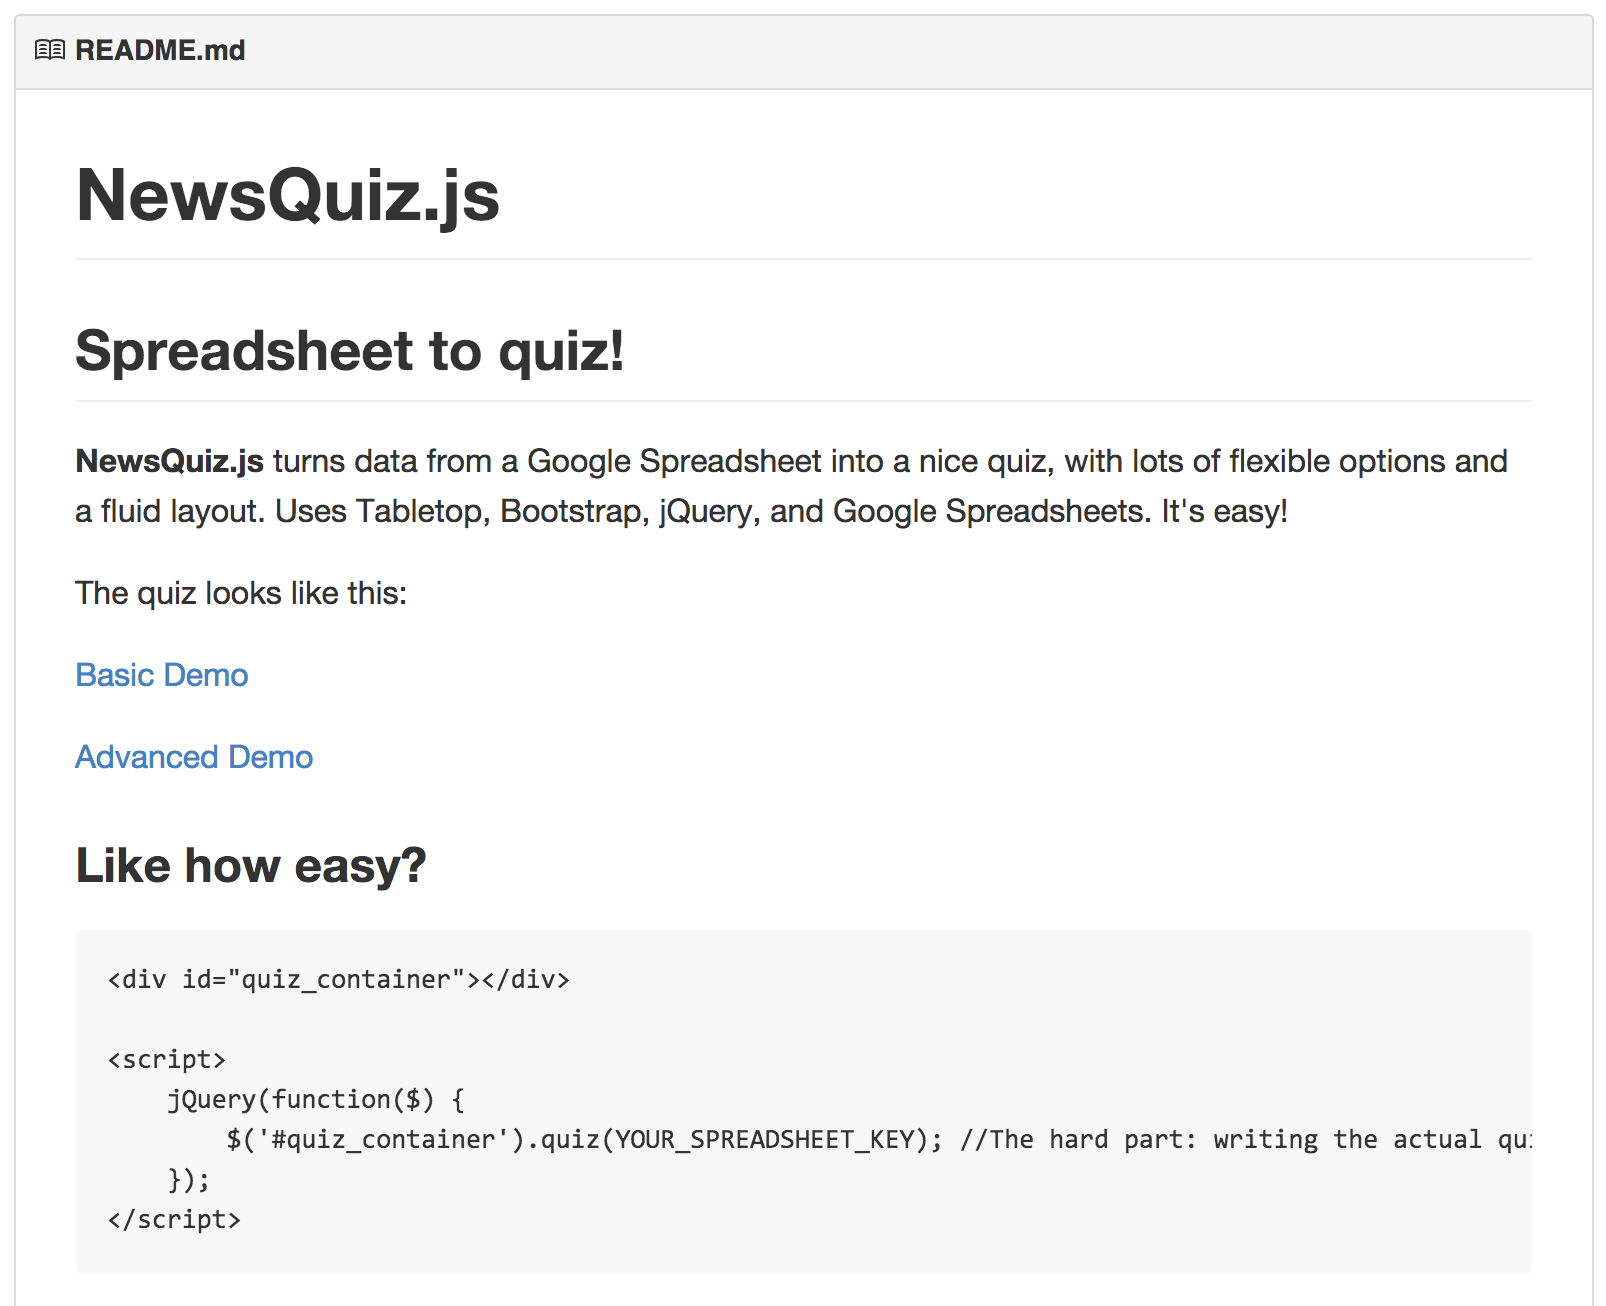 README.md
NewsQuiz.js
Spreadsheet to quiz!
NewsQuiz.js turns data from a Google Spreadsheet into a nice quiz, with lots of flexible options and
a fluid layout. Uses Tabletop, Bootstrap, jQuery, and Google Spreadsheets. It's easy!
The quiz looks like this:
Basic Demo
Advanced Demo
Like how easy?
<div id="quiz_container"></div>
<script>
    jQuery(function($) {
        $('#quiz_container').quiz(YOUR_SPREADSHEET_KEY); //The hard part: writing the actual
    });
</script>